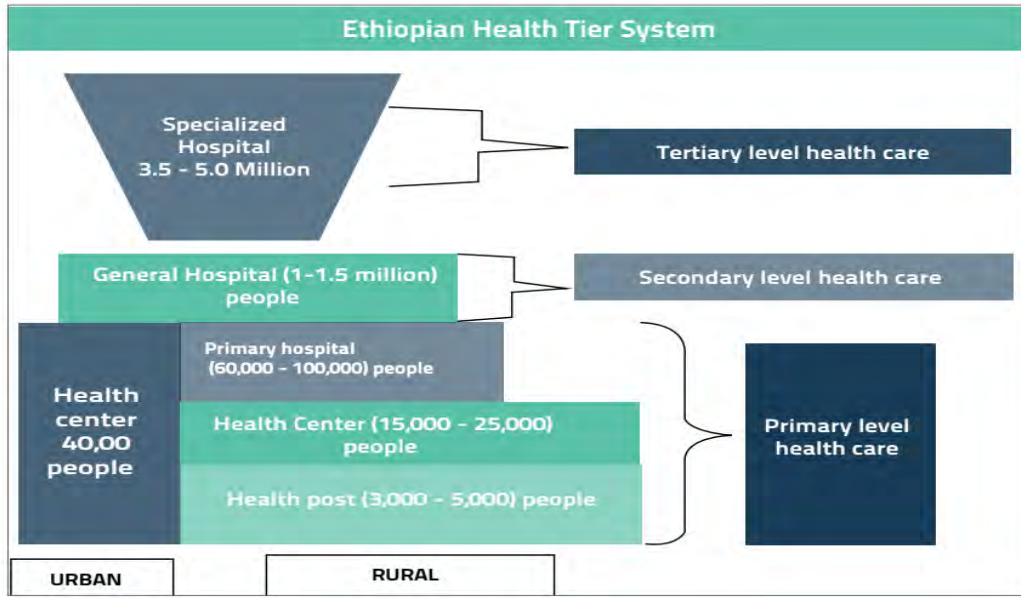 Ethiopian Health Tier System
Specialized
Hospital
3.5 - 5.0 Million
Tertiary level health care
General Hospital (1-1.5 million)
people
Secondary level health care
Primary hospital
(60,000 - 100,000) people
Health
center
40,00
people
Health Center (15,000 - 25,000)
people
Primary level
health care
Health post (3,000 - 5,000) people
URBAN
RURAL